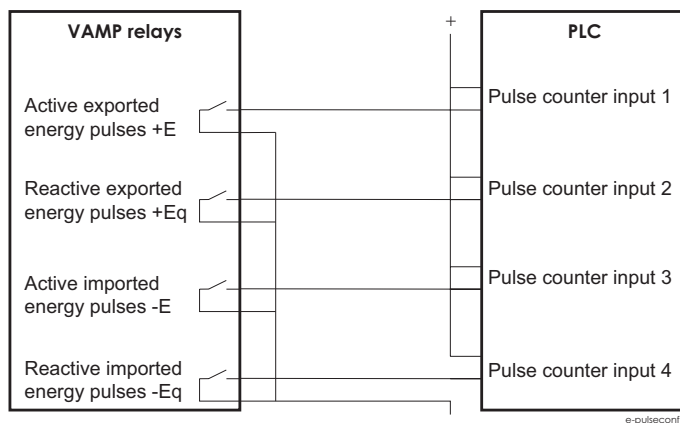 VAMP relays
+
PLC
Active exported
energy pulses +E
Pulse counter input 1
Reactive exported
energy pulses +Eq
Pulse counter input 2
Active imported
energy pulses -E
Pulse counter input 3
Reactive imported
energy pulses -Eq
Pulse counter input 4
e-pulseconf